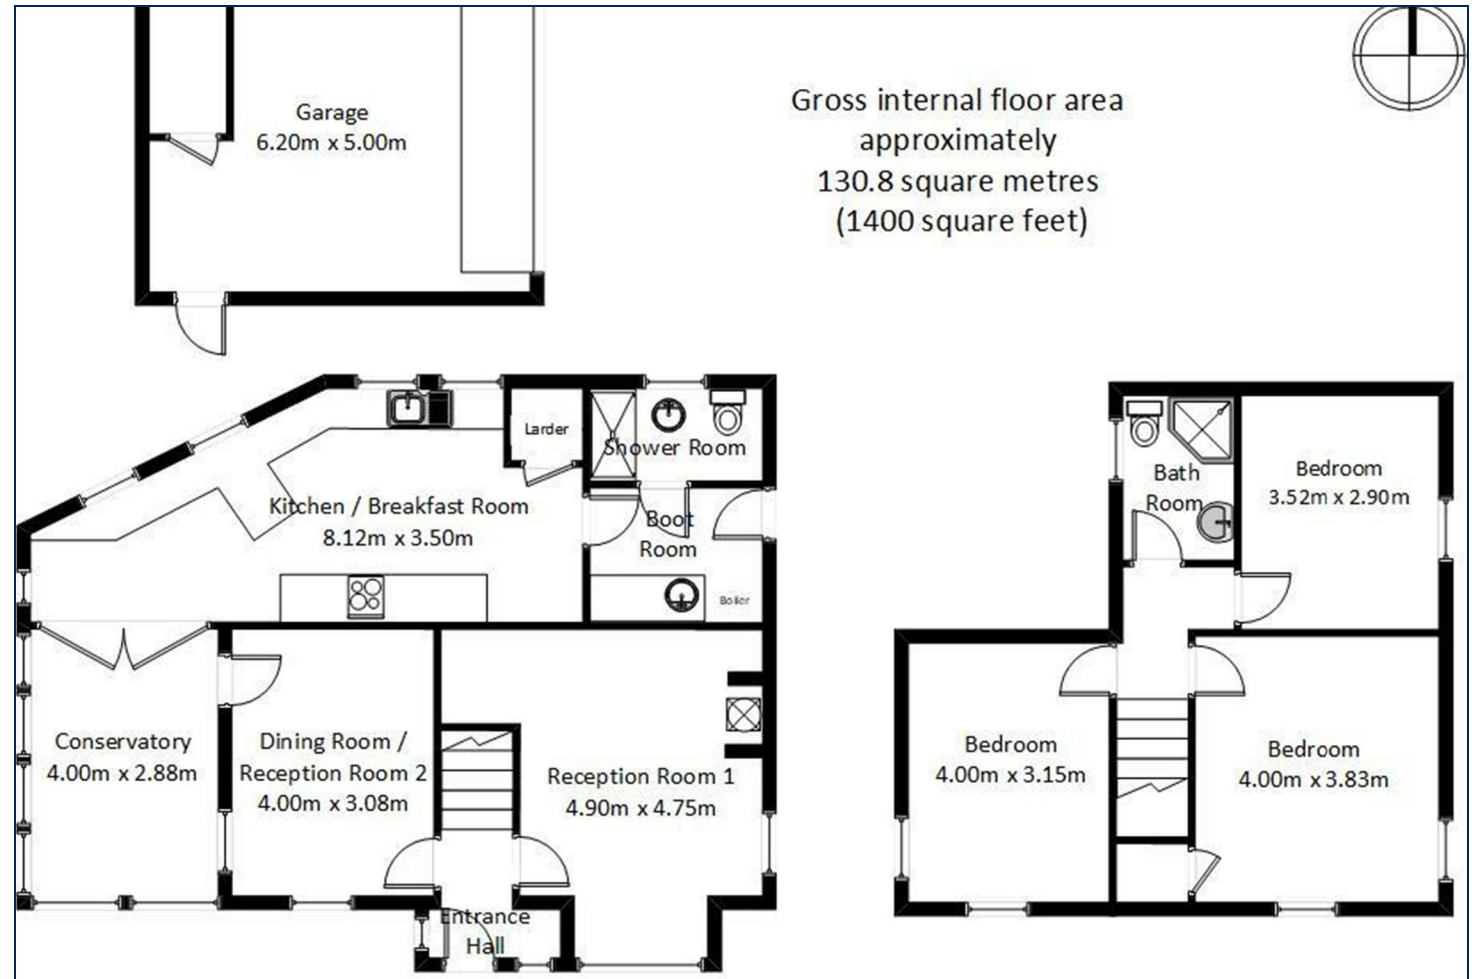 Garage
6.20m x 5.00m
Gross internal floor area
approximately
130.8 square metres
(1400 square feet)
Larder
Shower Room
Kitchen / Breakfast Room
8.12m x 3.50m
Boot
Room
Boiler
Conservatory
4.00m x 2.88m
Dining Room /
Reception Room 2
4.00m x 3.08m
Reception Room 1
4.90m x 4.75m
Entrance
Hall
Bath
Room
Bedroom
3.52m x 2.90m
Bedroom
4.00m x 3.15m
Bedroom
4.00m x 3.83m